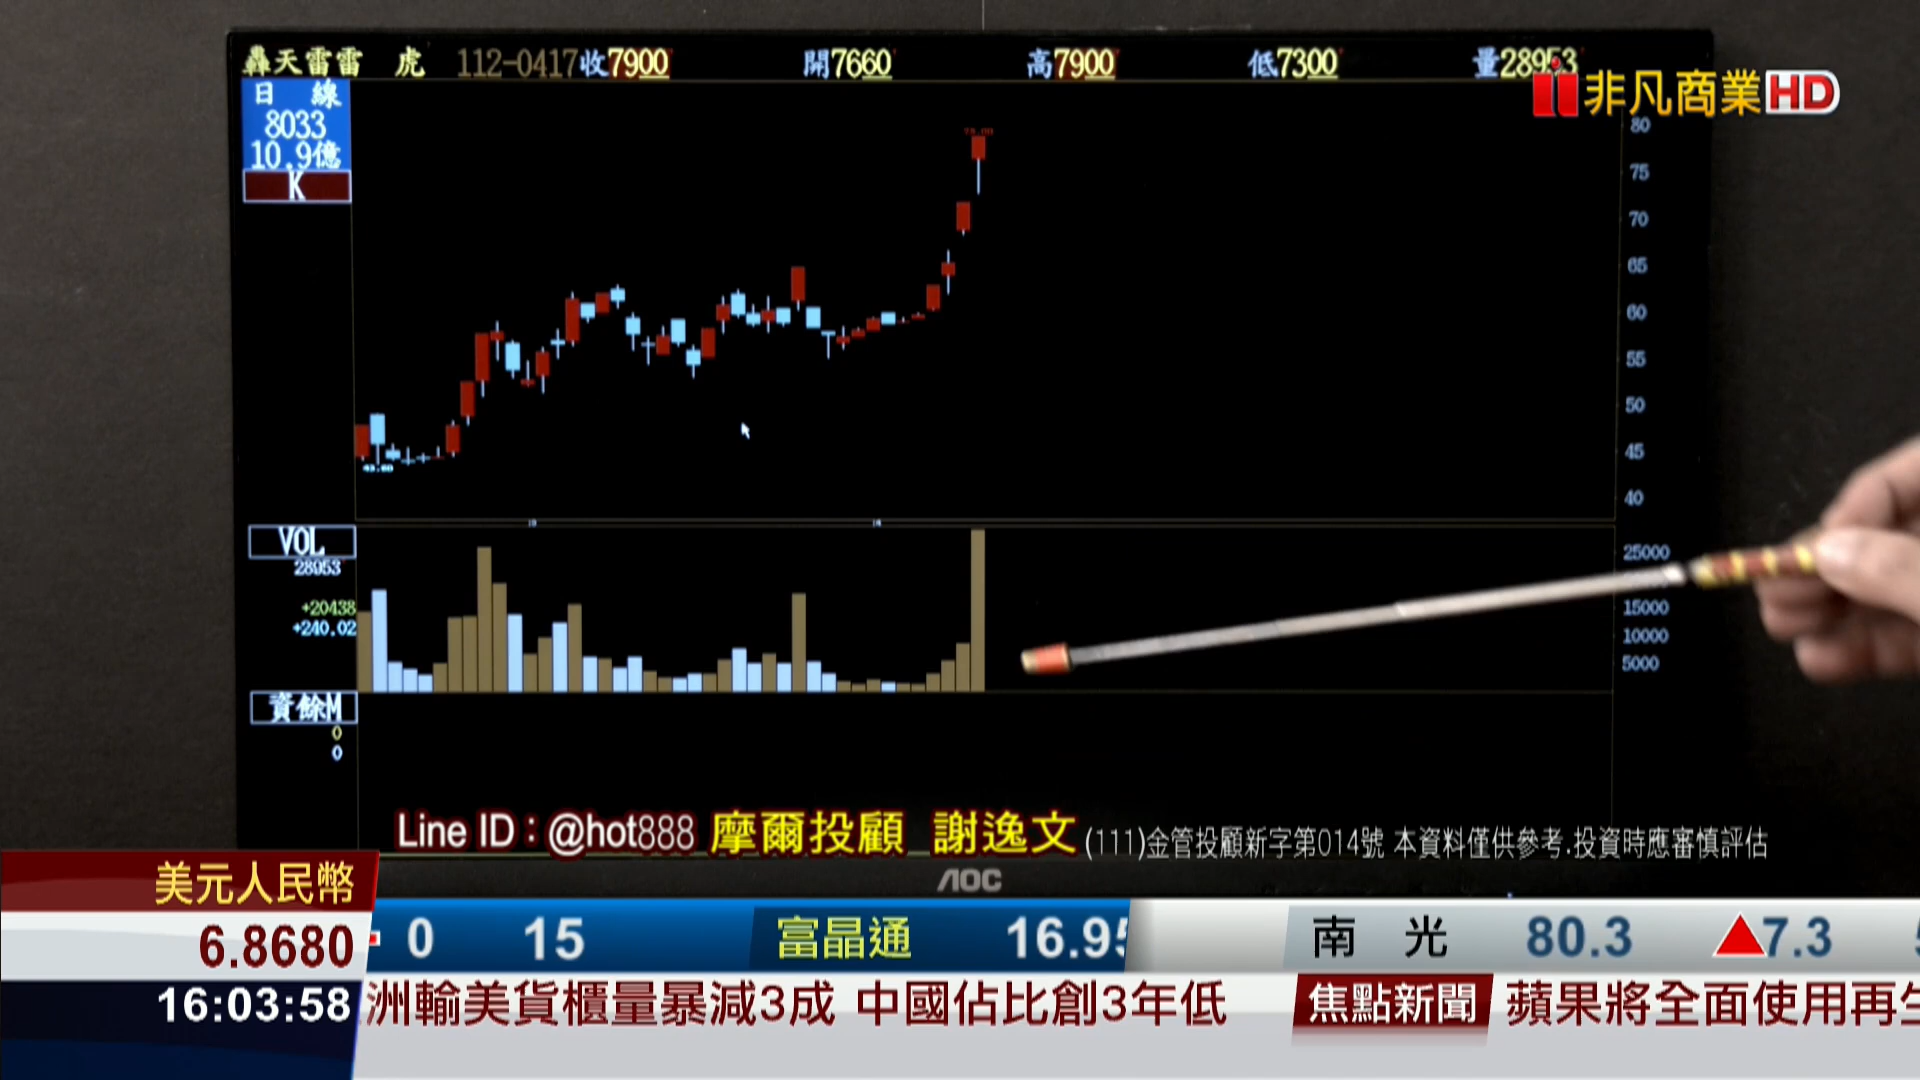 轟天雷雷 虎 112-0417收7900 開7660 高7900 低7300 量28953
非凡商業HD
日 線
8033
10.9億
K
79.00
80
75
70
65
60
55
50
45
40
43.60
VOL
28953
+20438
+240.02
25000
15000
10000
5000
資餘M
0
0
Line ID：@hot888 摩爾投顧 謝逸文 (111)金管投顧新字第014號 本資料僅供參考.投資時應審慎評估
AOC
美元人民幣
6.8680
0 15 富晶通 16.95 南 光 80.3 ▲7.3
16:03:58
洲輸美貨櫃量暴減3成 中國佔比創3年低 焦點新聞 蘋果將全面使用再生